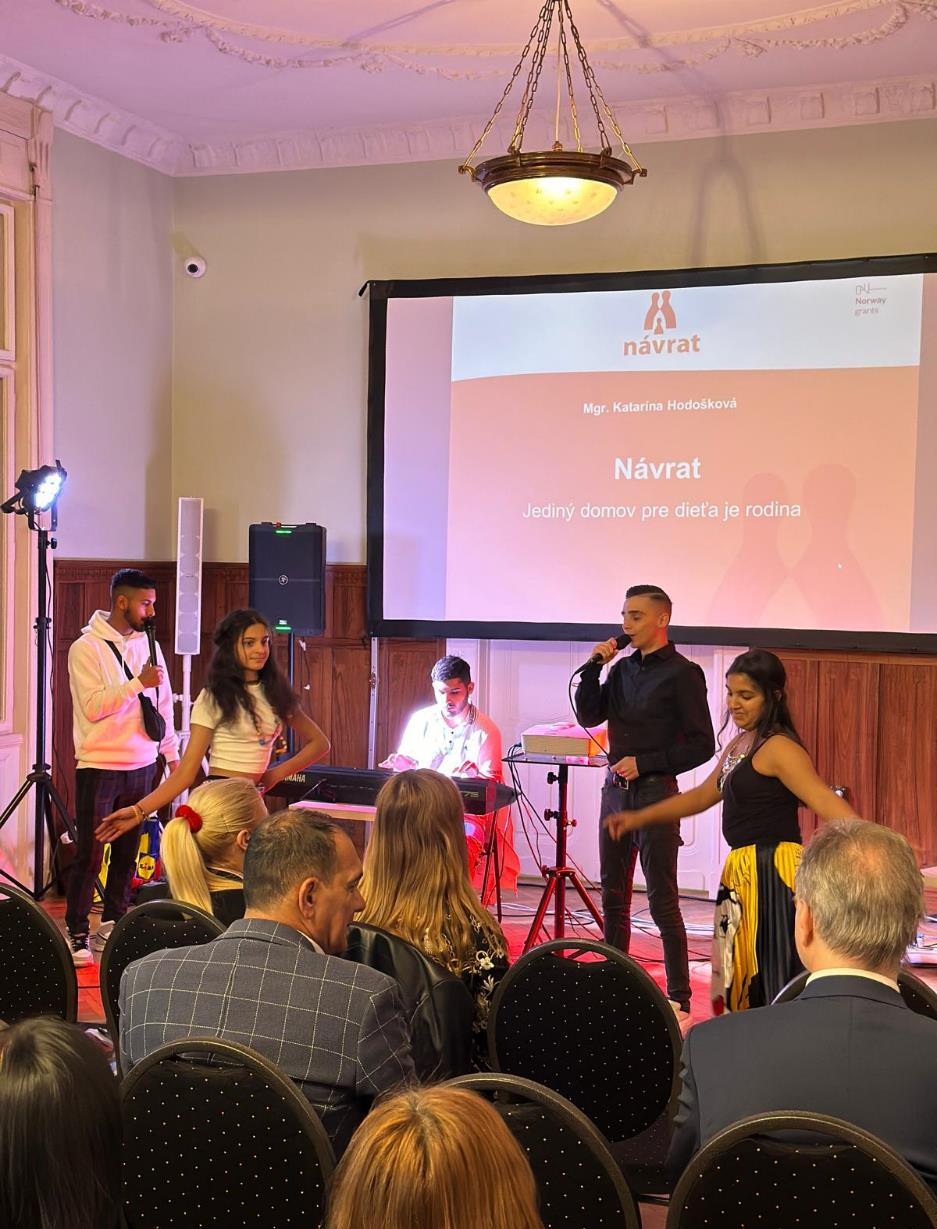 Norway
grants
návrat
Mgr. Katarína Hodošková
Návrat
Jediný domov pre dieťa je rodina
YAMAHA